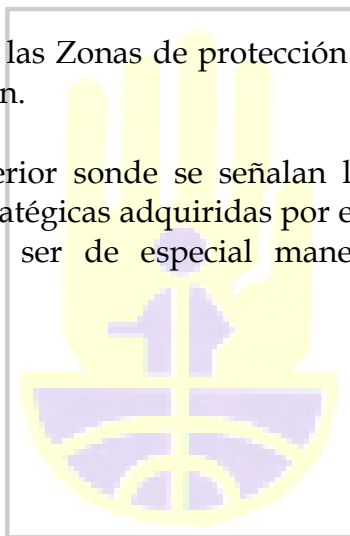 las Zonas de protección
n.
erior sonde se señalan l
atégicas adquiridas por e
ser de especial mane